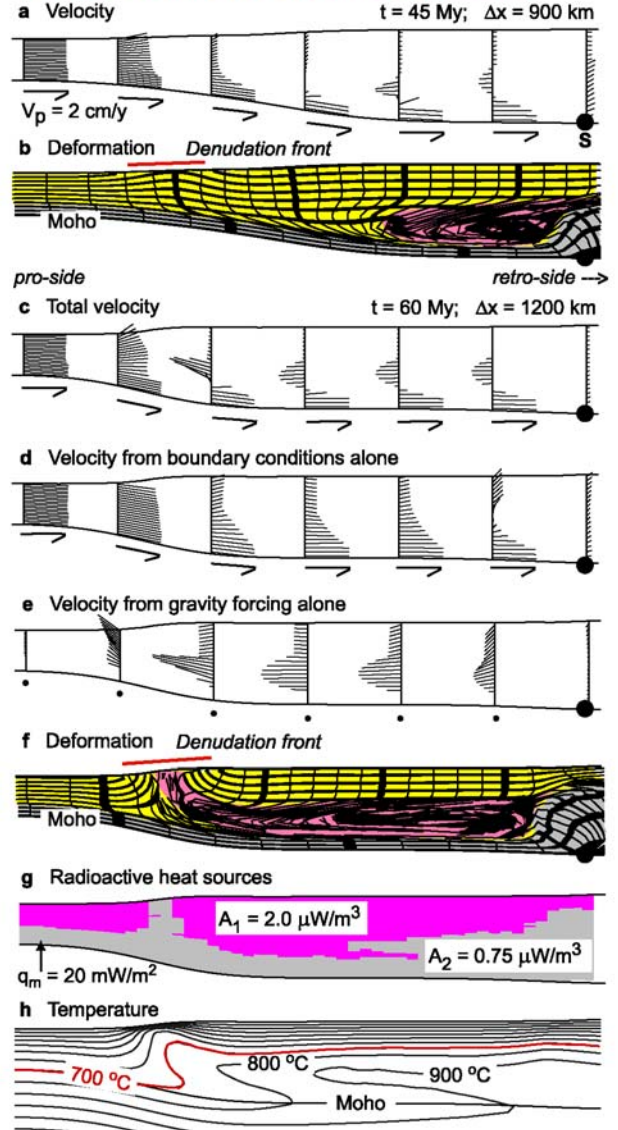 a Velocity t = 45 My; Δx = 900 km
Vp = 2 cm/y
S
b Deformation Denudation front
Moho
pro-side retro-side --->
c Total velocity t = 60 My; Δx = 1200 km
d Velocity from boundary conditions alone
e Velocity from gravity forcing alone
f Deformation Denudation front
Moho
g Radioactive heat sources
A1 = 2.0 μW/m³
A2 = 0.75 μW/m³
qm = 20 mW/m²
h Temperature
700 ºC 800 ºC 900 ºC
Moho